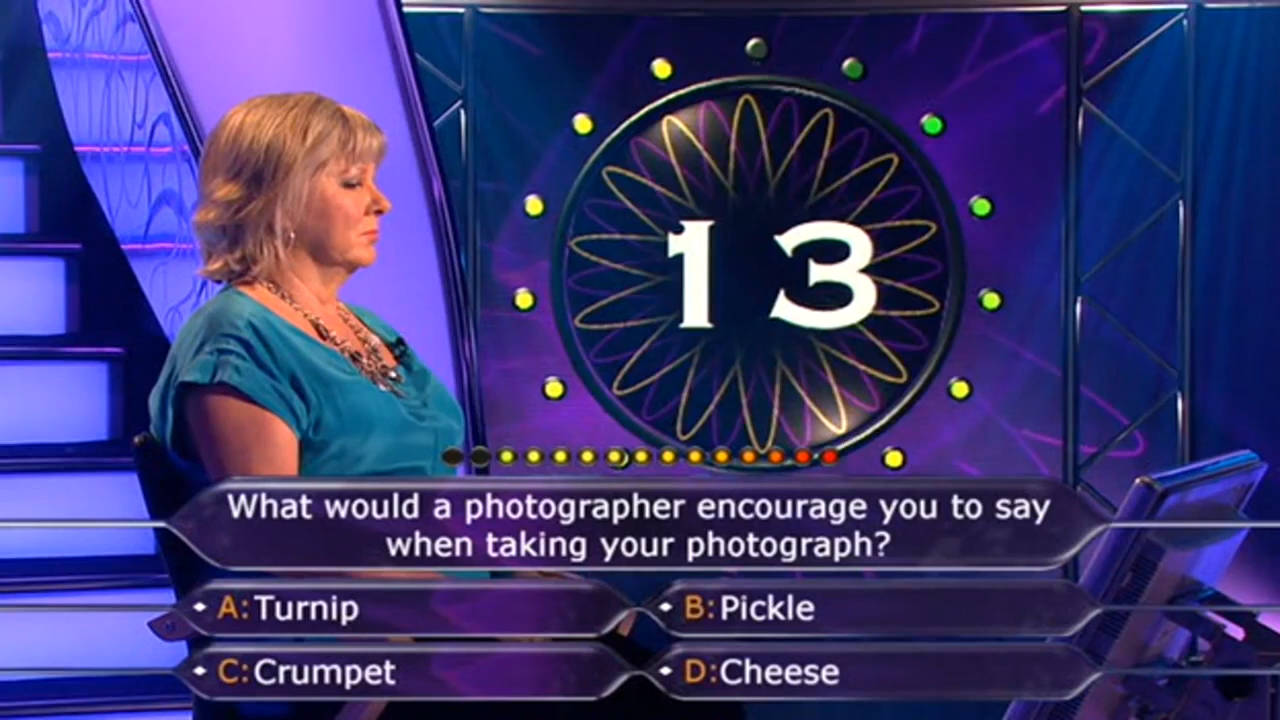 13
What would a photographer encourage you to say
when taking your photograph?
A: Turnip
B: Pickle
C: Crumpet
D: Cheese